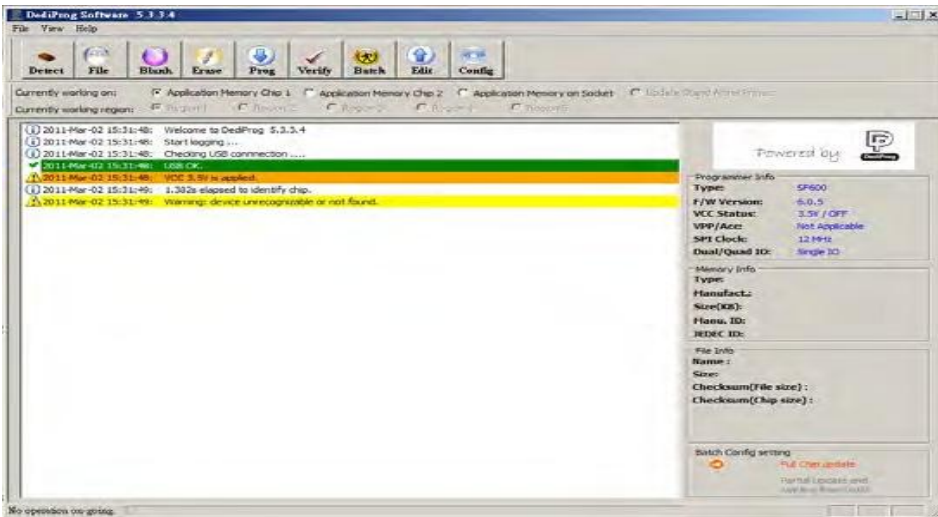 DediProg Software 5.3.3.4
File View Help
Detect File Blank Erase Prog Verify Batch Edit Config
Currently working on: Application Memory Chip 1 Application Memory Chip 2 Application Memory on Socket
Currently working region:
2011-Mar-02 15:31:48: Welcome to DediProg 5.3.3.4
2011-Mar-02 15:31:48: Start logging ...
2011-Mar-02 15:31:48: Checking USB connnection ....
2011-Mar-02 15:31:48: USB OK.
2011-Mar-02 15:31:48: VCC 3.5V is applied.
2011-Mar-02 15:31:49: 1.382s elapsed to identify chip.
2011-Mar-02 15:31:49: Warning: device unrecognizable or not found.
Powered by
DediProg
Programmer Info
Type: SF600
F/W Version: 6.0.5
VCC Status: 3.5V / OFF
VPP/Acc: Not Applicable
SPI Clock: 12 MHz
Dual/Quad IO: Single IO
Memory Info
Type:
Manufact.:
Size(KB):
Manu. ID:
JEDEC ID:
File Info
Name :
Size:
Checksum(File size) :
Checksum(Chip size) :
Batch Config setting
Full Chip update
Partial Update and
No operation on-going.